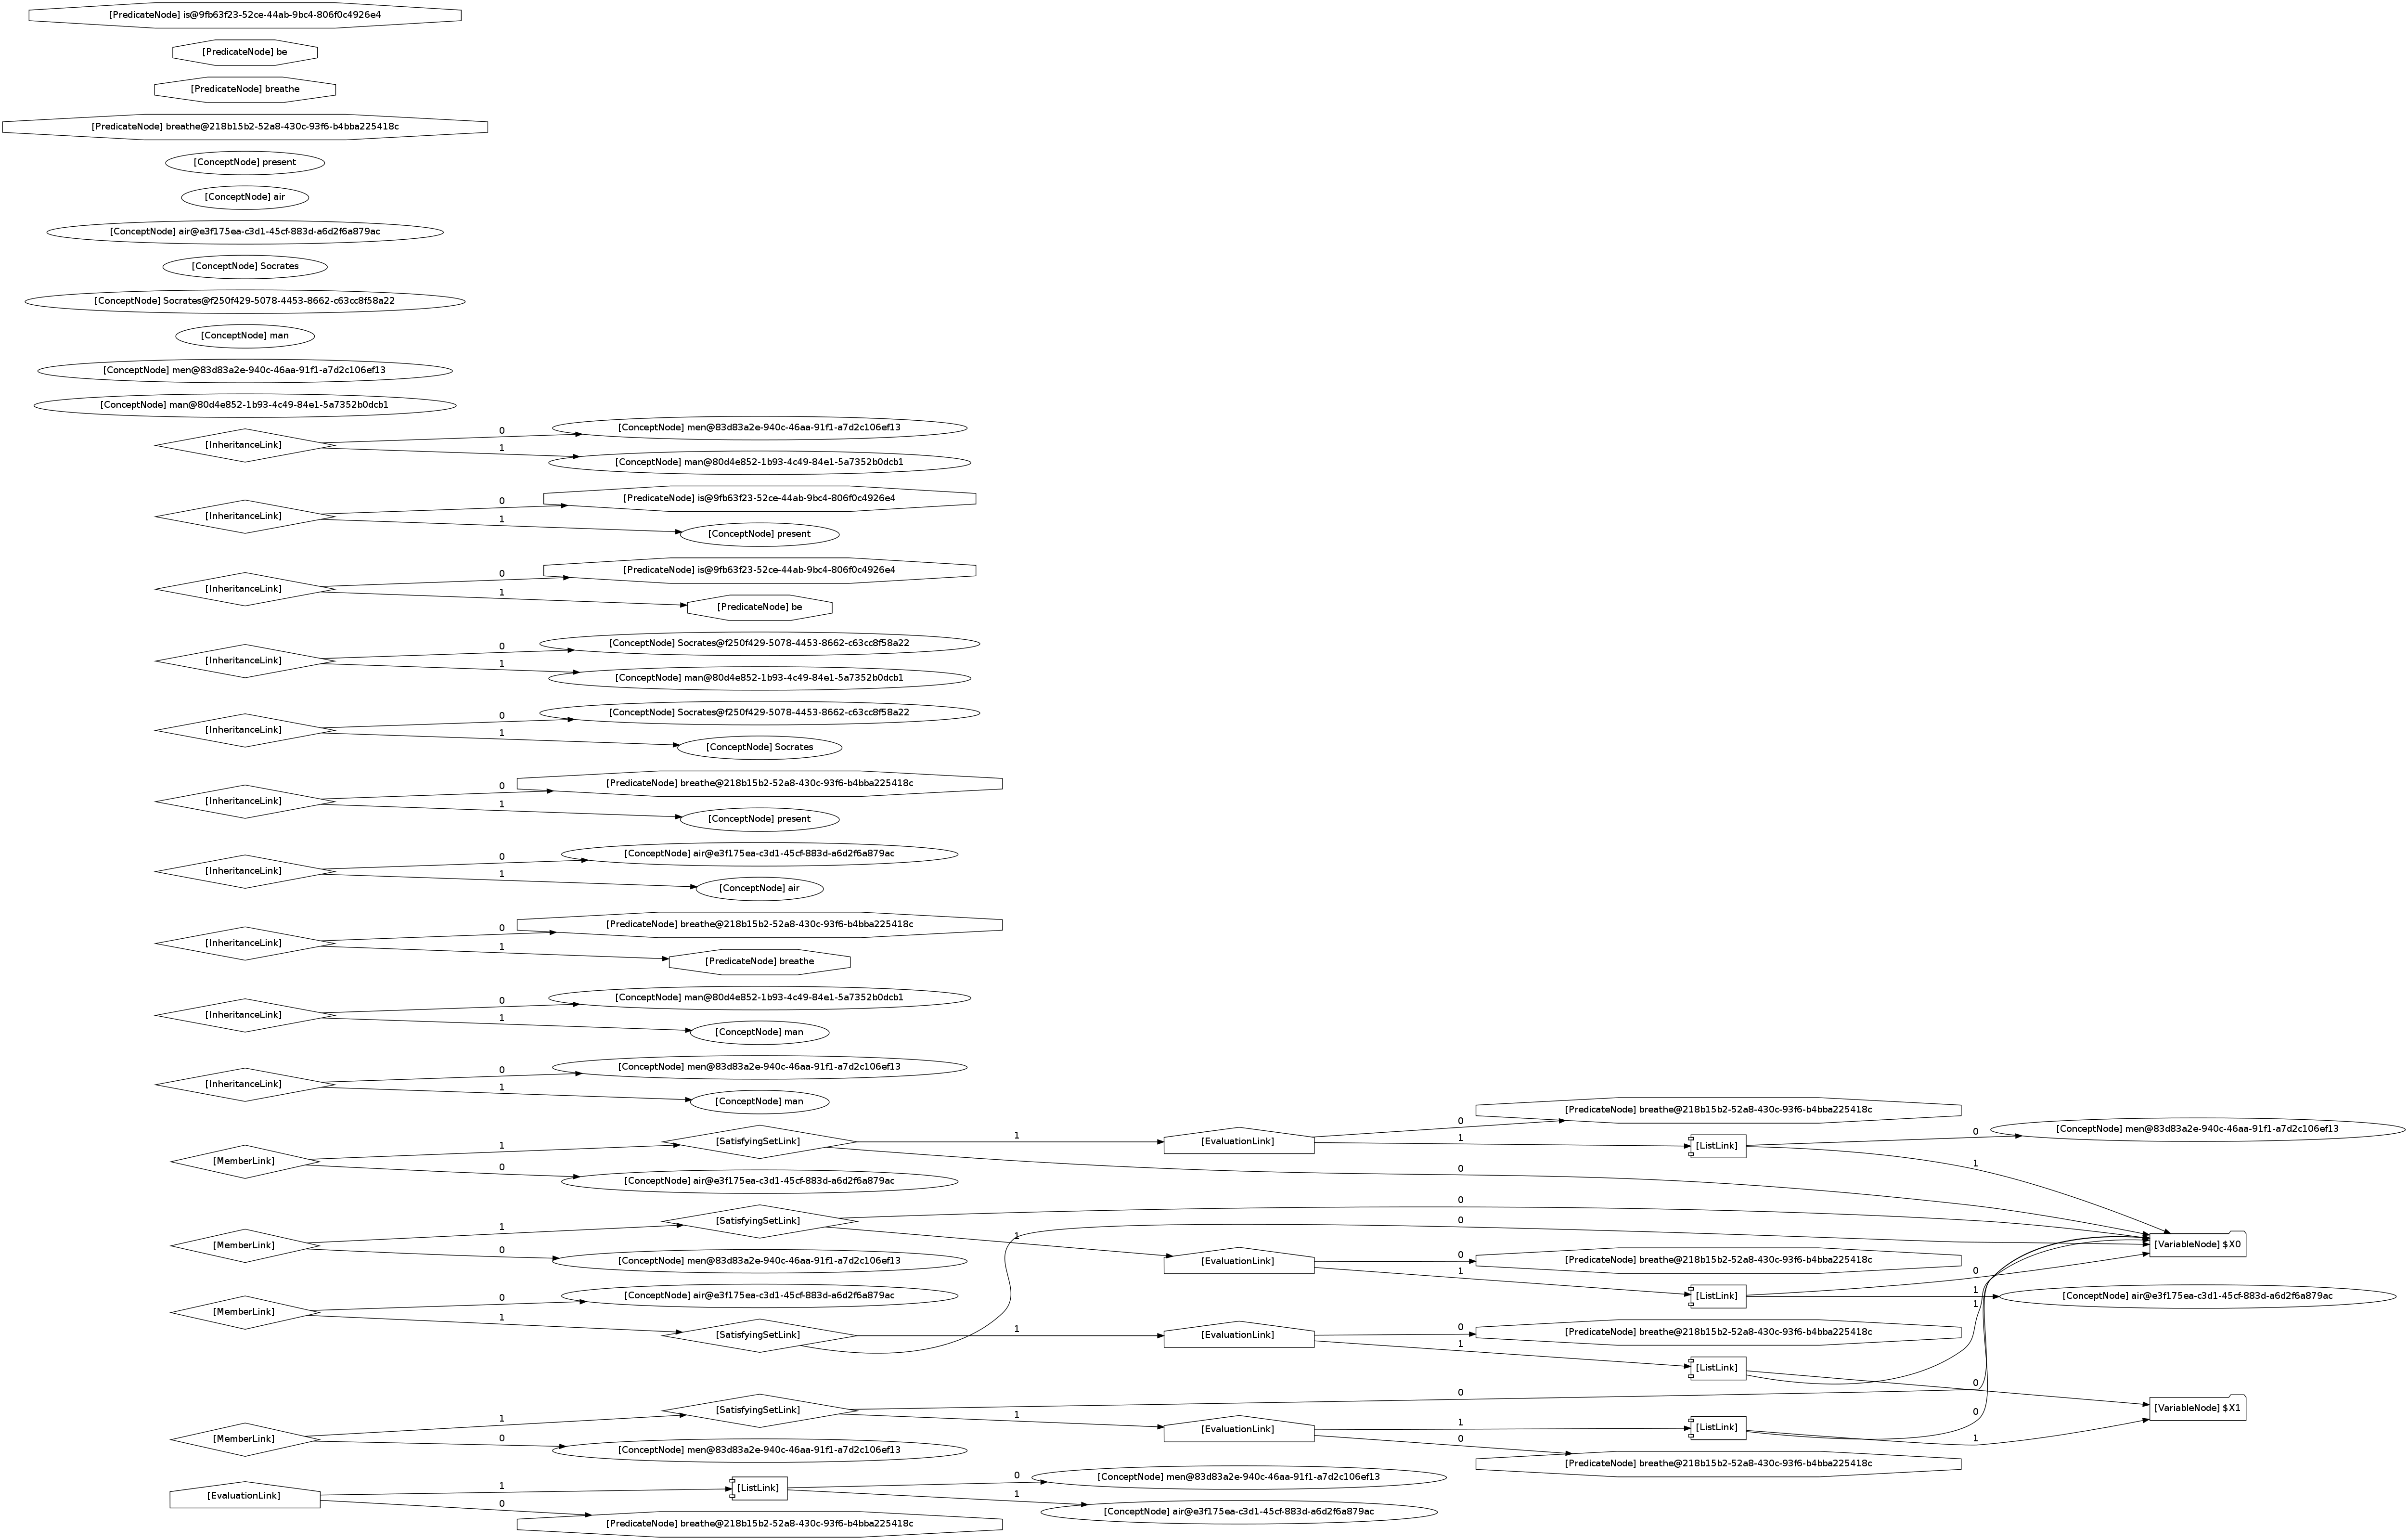 [PredicateNode] is@9fb63f23-52ce-44ab-9bc4-806f0c4926e4
[PredicateNode] be
[PredicateNode] breathe
[PredicateNode] breathe@218b15b2-52a8-430c-93f6-b4bba225418c
[ConceptNode] present
[ConceptNode] air
[ConceptNode] air@e3f175ea-c3d1-45cf-883d-a6d2f6a879ac
[ConceptNode] Socrates
[ConceptNode] Socrates@f250f429-5078-4453-8662-c63cc8f58a22
[ConceptNode] man
[ConceptNode] men@83d83a2e-940c-46aa-91f1-a7d2c106ef13
[ConceptNode] man@80d4e852-1b93-4c49-84e1-5a7352b0dcb1
[InheritanceLink]
0
[ConceptNode] men@83d83a2e-940c-46aa-91f1-a7d2c106ef13
1
[ConceptNode] man@80d4e852-1b93-4c49-84e1-5a7352b0dcb1
[InheritanceLink]
0
[PredicateNode] is@9fb63f23-52ce-44ab-9bc4-806f0c4926e4
1
[ConceptNode] present
[InheritanceLink]
0
[PredicateNode] is@9fb63f23-52ce-44ab-9bc4-806f0c4926e4
1
[PredicateNode] be
[InheritanceLink]
0
[ConceptNode] Socrates@f250f429-5078-4453-8662-c63cc8f58a22
1
[ConceptNode] man@80d4e852-1b93-4c49-84e1-5a7352b0dcb1
[InheritanceLink]
0
[ConceptNode] Socrates@f250f429-5078-4453-8662-c63cc8f58a22
1
[ConceptNode] Socrates
[InheritanceLink]
0
[PredicateNode] breathe@218b15b2-52a8-430c-93f6-b4bba225418c
1
[ConceptNode] present
[InheritanceLink]
0
[ConceptNode] air@e3f175ea-c3d1-45cf-883d-a6d2f6a879ac
1
[ConceptNode] air
[InheritanceLink]
0
[PredicateNode] breathe@218b15b2-52a8-430c-93f6-b4bba225418c
1
[PredicateNode] breathe
[InheritanceLink]
0
[ConceptNode] man@80d4e852-1b93-4c49-84e1-5a7352b0dcb1
1
[ConceptNode] man
[InheritanceLink]
0
[ConceptNode] men@83d83a2e-940c-46aa-91f1-a7d2c106ef13
1
[ConceptNode] man
[MemberLink]
1
[SatisfyingSetLink]
0
[ConceptNode] air@e3f175ea-c3d1-45cf-883d-a6d2f6a879ac
1
[EvaluationLink]
0
0
[PredicateNode] breathe@218b15b2-52a8-430c-93f6-b4bba225418c
1
[ListLink]
0
[ConceptNode] men@83d83a2e-940c-46aa-91f1-a7d2c106ef13
1
[MemberLink]
1
[SatisfyingSetLink]
0
[ConceptNode] men@83d83a2e-940c-46aa-91f1-a7d2c106ef13
0
1
[EvaluationLink]
0
[PredicateNode] breathe@218b15b2-52a8-430c-93f6-b4bba225418c
1
[ListLink]
0
[VariableNode] $X0
1
[ConceptNode] air@e3f175ea-c3d1-45cf-883d-a6d2f6a879ac
[MemberLink]
0
[ConceptNode] air@e3f175ea-c3d1-45cf-883d-a6d2f6a879ac
1
[SatisfyingSetLink]
0
1
[EvaluationLink]
0
[PredicateNode] breathe@218b15b2-52a8-430c-93f6-b4bba225418c
1
[ListLink]
1
0
[VariableNode] $X1
[MemberLink]
1
[SatisfyingSetLink]
0
[ConceptNode] men@83d83a2e-940c-46aa-91f1-a7d2c106ef13
0
1
[EvaluationLink]
1
[ListLink]
0
1
0
[PredicateNode] breathe@218b15b2-52a8-430c-93f6-b4bba225418c
[EvaluationLink]
1
[ListLink]
0
[ConceptNode] men@83d83a2e-940c-46aa-91f1-a7d2c106ef13
1
[ConceptNode] air@e3f175ea-c3d1-45cf-883d-a6d2f6a879ac
0
[PredicateNode] breathe@218b15b2-52a8-430c-93f6-b4bba225418c